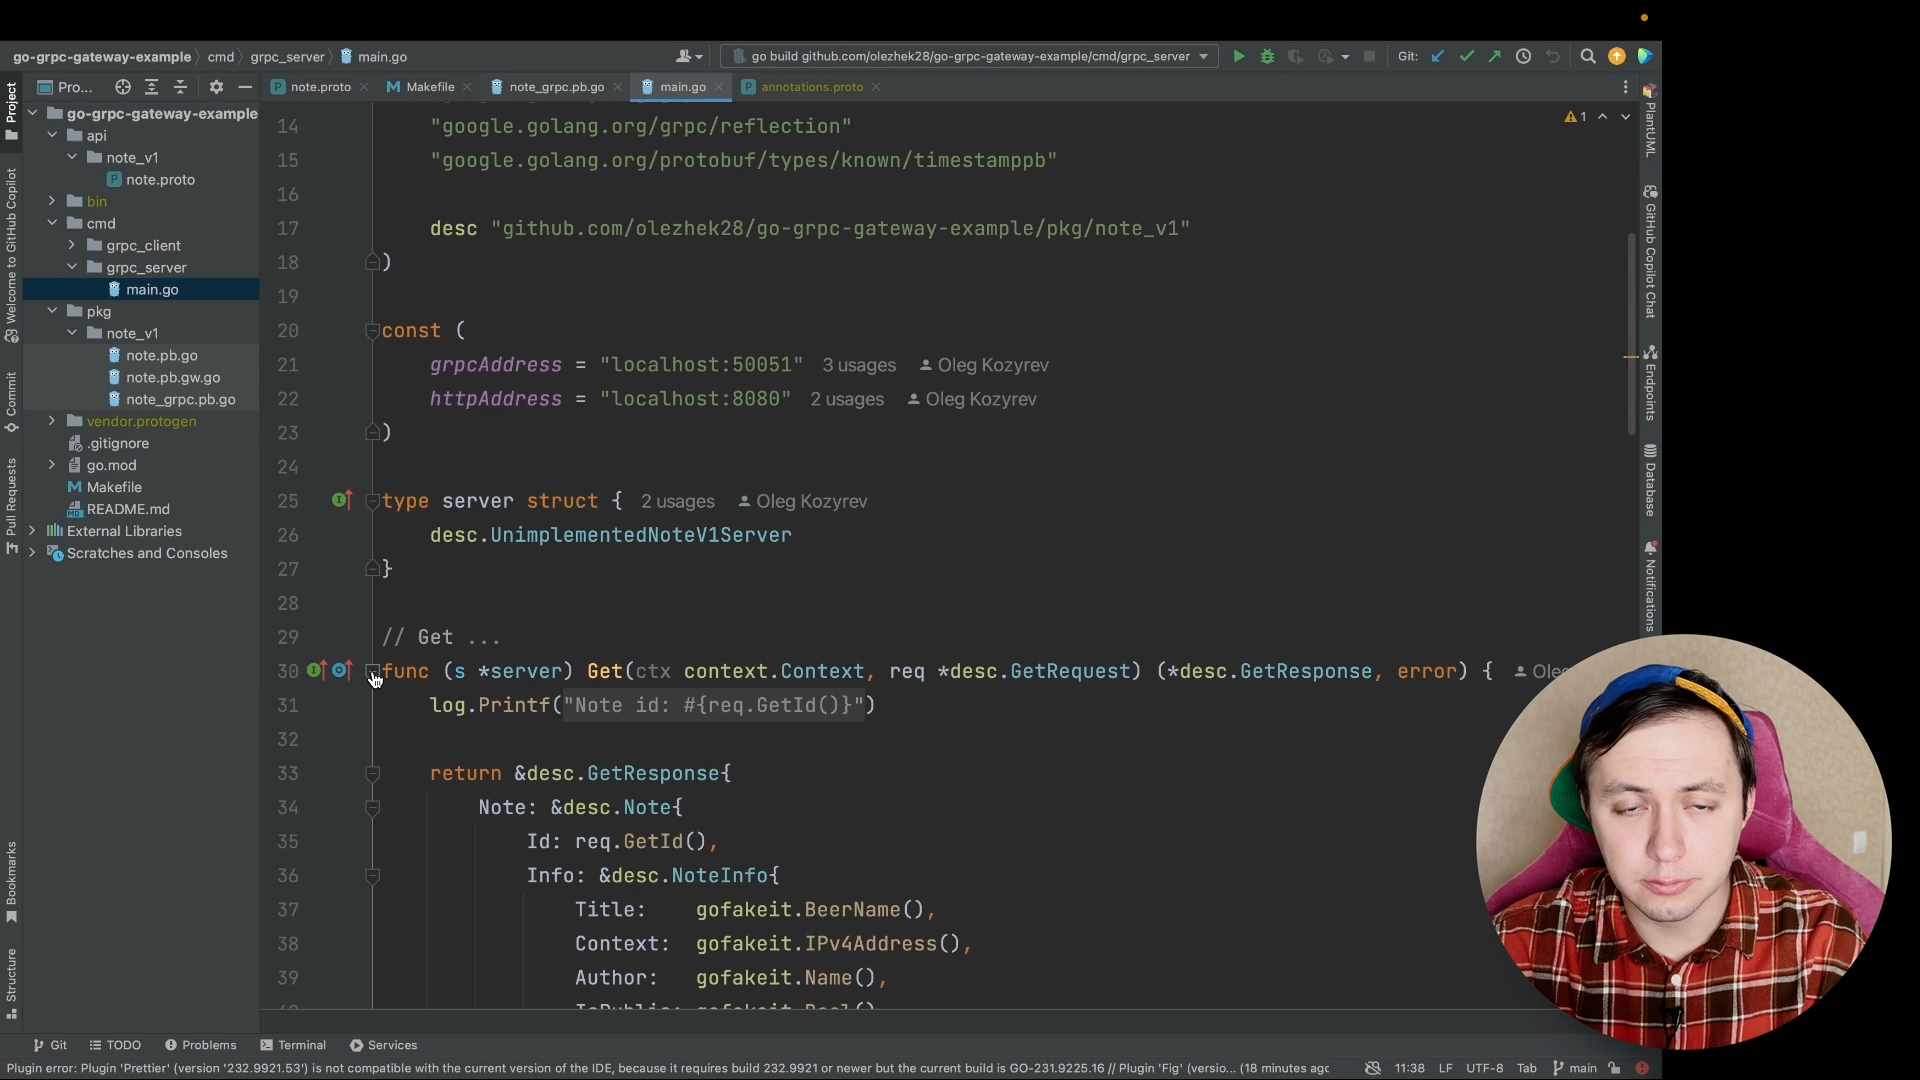 go-grpc-gateway-example › cmd › grpc_server › main.go
go build github.com/olezhek28/go-grpc-gateway-example/cmd/grpc_server
Git:
Pro...
note.proto
Makefile
note_grpc.pb.go
main.go
annotations.proto
Project
Welcome to GitHub Copilot
Commit
Pull Requests
Bookmarks
Structure
go-grpc-gateway-example
api
note_v1
note.proto
bin
cmd
grpc_client
grpc_server
main.go
pkg
note_v1
note.pb.go
note.pb.gw.go
note_grpc.pb.go
vendor.protogen
.gitignore
go.mod
Makefile
README.md
External Libraries
Scratches and Consoles
1
14 "google.golang.org/grpc/reflection"
15 "google.golang.org/protobuf/types/known/timestamppb"
16
17 desc "github.com/olezhek28/go-grpc-gateway-example/pkg/note_v1"
18 )
19
20 const (
21 grpcAddress = "localhost:50051" 3 usages Oleg Kozyrev
22 httpAddress = "localhost:8080" 2 usages Oleg Kozyrev
23 )
24
25 type server struct { 2 usages Oleg Kozyrev
26 desc.UnimplementedNoteV1Server
27 }
28
29 // Get ...
30 func (s *server) Get(ctx context.Context, req *desc.GetRequest) (*desc.GetResponse, error) { Ole
31 log.Printf("Note id: #{req.GetId()}")
32
33 return &desc.GetResponse{
34 Note: &desc.Note{
35 Id: req.GetId(),
36 Info: &desc.NoteInfo{
37 Title: gofakeit.BeerName(),
38 Context: gofakeit.IPv4Address(),
39 Author: gofakeit.Name(),
PlantUML
GitHub Copilot Chat
Endpoints
Database
Notifications
Git
TODO
Problems
Terminal
Services
Plugin error: Plugin 'Prettier' (version '232.9921.53') is not compatible with the current version of the IDE, because it requires build 232.9921 or newer but the current build is GO-231.9225.16 // Plugin 'Fig' (versio... (18 minutes agc
11:38 LF UTF-8 Tab main